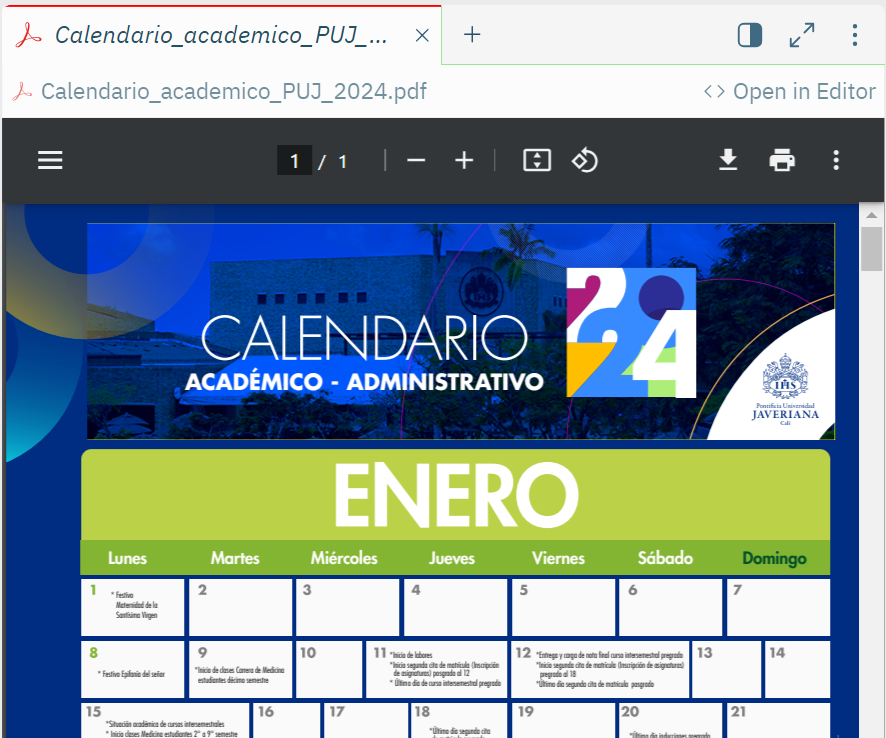 Calendario_academico_PUJ_...
Calendario_academico_PUJ_2024.pdf
Open in Editor
1 / 1
CALENDARIO
ACADÉMICO - ADMINISTRATIVO
2024
IHS
Pontificia Universidad
JAVERIANA
Cali
ENERO
Lunes Martes Miércoles Jueves Viernes Sábado Domingo
1 2 3 4 5 6 7
* Festivo
Maternidad de la
Santísima Virgen
8 9 10 11 12 13 14
* Festivo Epifanía del señor
*Inicio de clases Carrera de Medicina
estudiantes décimo semestre
*Inicio de labores
*Inicio segunda cita de matrícula (Inscripción
de asignaturas) posgrado al 12
* Último día de curso intersemestral pregrado
*Entrega y cargo de nota final curso intersemestral pregrado
*Inicio segunda cita de matrícula (Inscripción de asignaturas)
pregrado al 18
*Último día segunda cita de matrícula posgrado
15 16 17 18 19 20 21
*Situación académica de cursos intersemestrales
* Inicio clases Medicina estudiantes 2° a 9° semestre
*Último día segunda cita
*Último día inducciones posgrado